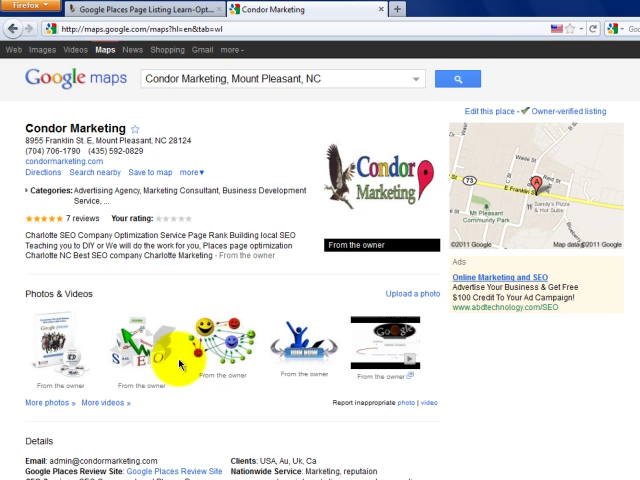 Firefox
Google Places Page Listing Learn-Opt...
Condor Marketing
http://maps.google.com/maps?hl=en&tab=wl
Web Images Videos Maps News Shopping Gmail more
Google maps
Condor Marketing, Mount Pleasant, NC
Edit this place - Owner-verified listing
Condor Marketing
8955 Franklin St. E, Mount Pleasant, NC 28124
(704) 706-1790 (435) 592-0829
condormarketing.com
Directions Search nearby Save to map more▼
Categories: Advertising Agency, Marketing Consultant, Business Development
Service, ...
7 reviews Your rating:
Charlotte SEO Company Optimization Service Page Rank Building local SEO
Teaching you to DIY or We will do the work for you, Places page optimization
Charlotte NC Best SEO company Charlotte Marketing - From the owner
Condor
Marketing
From the owner
Wade St
Red St
73
E Franklin St
A
Sandy's Pizza
& Hot Subs
Mt Pleasant
Community Park
©2011 Google Map data ©2011 Google
Ads
Online Marketing and SEO
Advertise Your Business & Get Free
$100 Credit To Your Ad Campaign!
www.abdtechnology.com/SEO
Photos & Videos
Upload a photo
SEO
RUN NOW
Google
From the owner
From the owner
From the owner
From the owner
From the owner
More photos » More videos »
Report inappropriate photo | video
Details
Email: admin@condormarketing.com
Clients: USA, Au, Uk, Ca
Google Places Review Site: Google Places Review Site
Nationwide Service: Marketing, reputaion